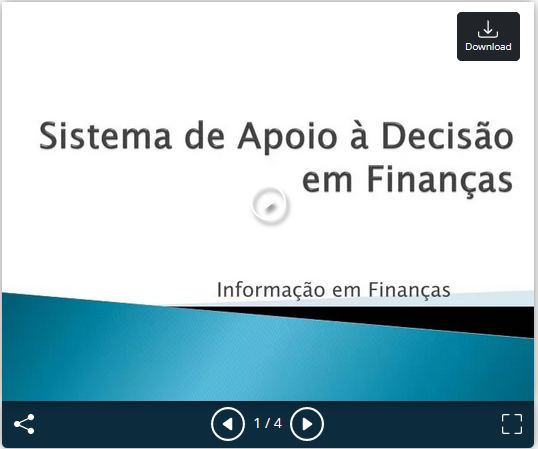 Download
Sistema de Apoio à Decisão
em Finanças
Informação em Finanças
1 / 4